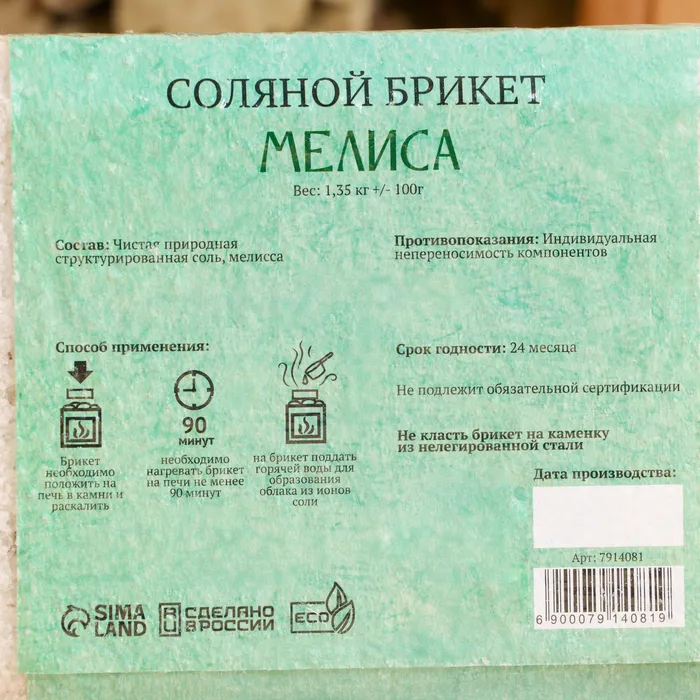 СОЛЯНОЙ БРИКЕТ
МЕЛИСА
Вес: 1,35 кг +/- 100г
Состав: Чистая природная
структурированная соль, мелисса
Противопоказания: Индивидуальная
непереносимость компонентов
Способ применения:
Брикет
необходимо
положить на
печь в камни и
раскалить
90
минут
необходимо
нагревать брикет
на печи не менее
90 минут
на брикет поддать
горячей воды для
образования
облака из ионов
соли
Срок годности: 24 месяца
Не подлежит обязательной сертификации
Не класть брикет на каменку
из нелегированной стали
Дата производства:
Арт: 7914081
6 900079 140819
SIMA
LAND
СДЕЛАНО
В РОССИИ
ECO